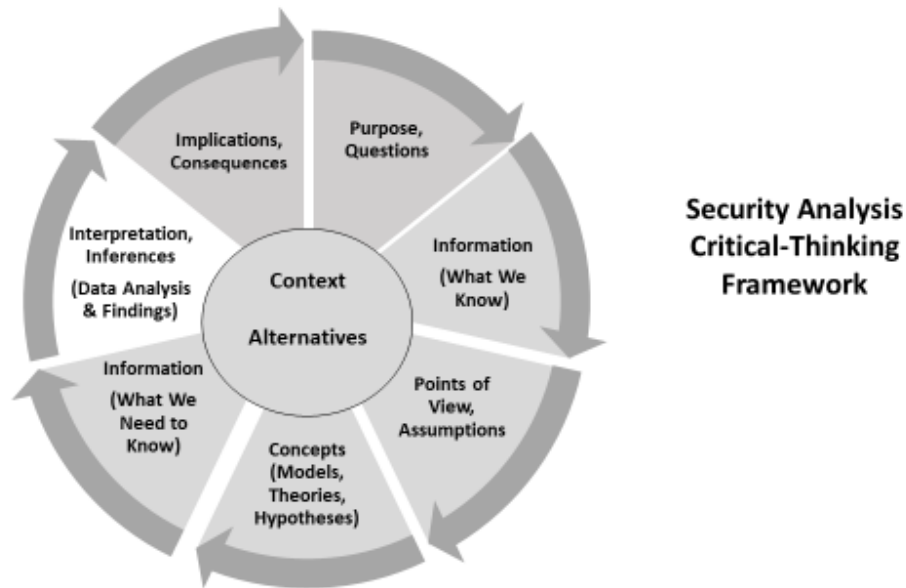 Implications,
Consequences
Purpose,
Questions
Information
(What We
Know)
Points of
View,
Assumptions
Concepts
(Models,
Theories,
Hypotheses)
Information
(What We
Need to
Know)
Interpretation,
Inferences
(Data Analysis
& Findings)
Context
Alternatives
Security Analysis
Critical-Thinking
Framework